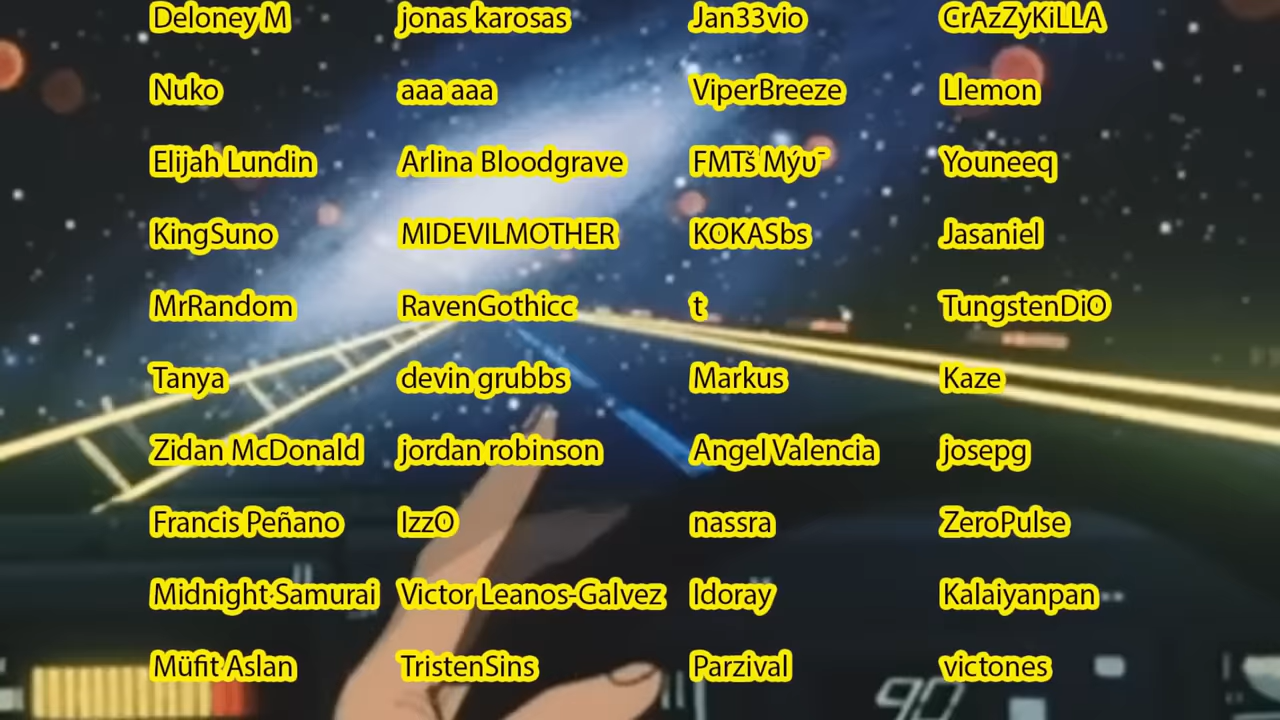 Deloney M jonas karosas Jan33vio CrAzZyKiLLA
Nuko aaa aaa ViperBreeze Llemon
Elijah Lundin Arlina Bloodgrave FMTš Mýυ¯ Youneeq
KingSuno MIDEVILMOTHER KOKASbs Jasaniel
MrRandom RavenGothicc t TungstenDiO
Tanya devin grubbs Markus Kaze
Zidan McDonald jordan robinson Angel Valencia josepg
Francis Peñano IzzO nassra ZeroPulse
Midnight Samurai Victor Leanos-Galvez Idoray Kalaiyanpan
Müfit Aslan TristenSins Parzival victones
90